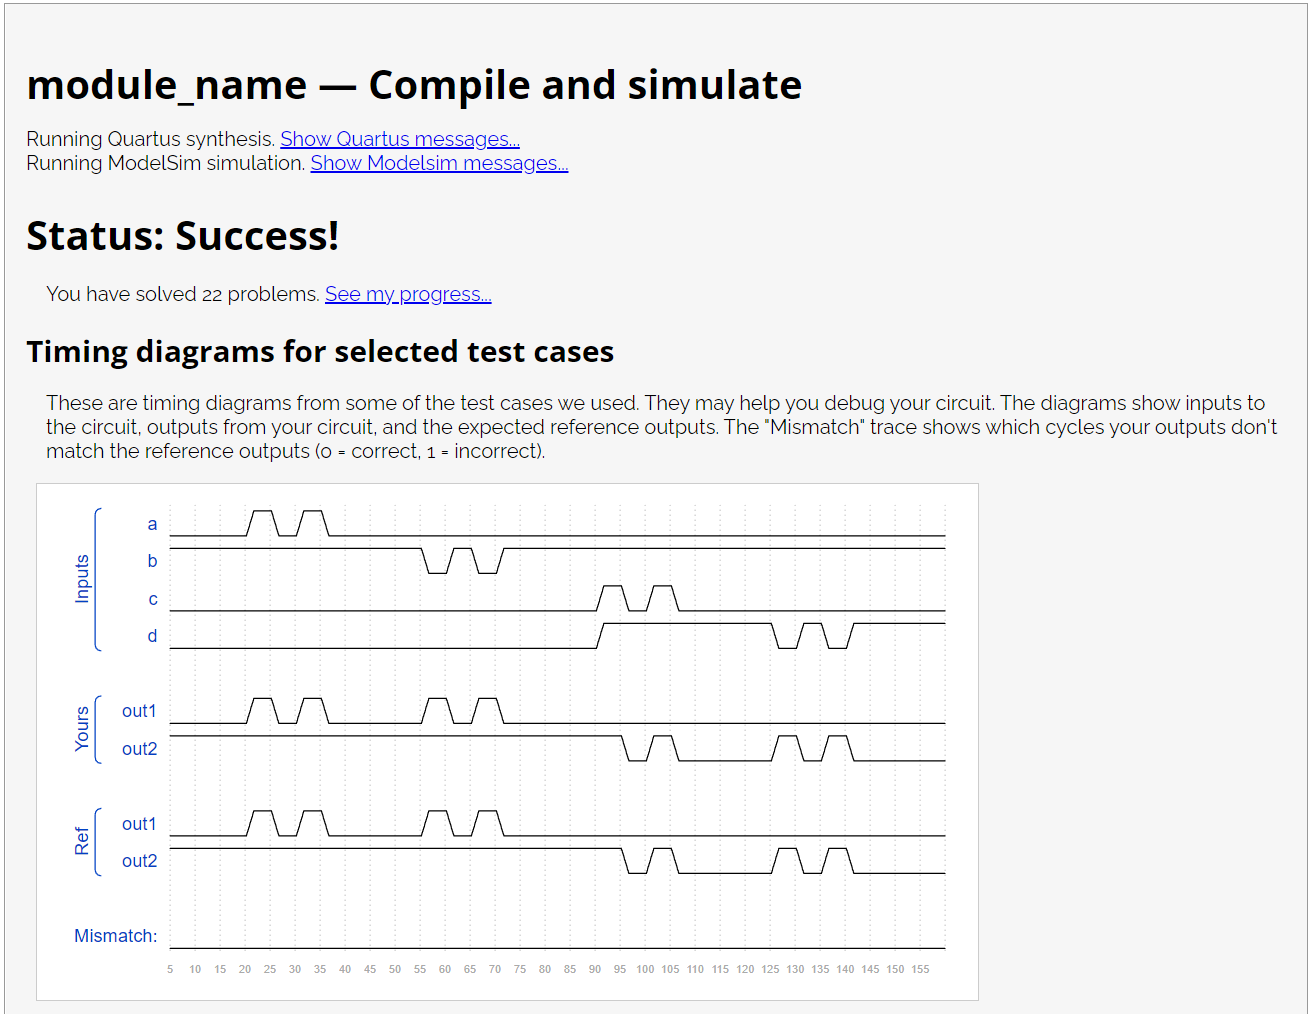 module_name — Compile and simulate
Running Quartus synthesis. Show Quartus messages...
Running ModelSim simulation. Show Modelsim messages...
Status: Success!
You have solved 22 problems. See my progress...
Timing diagrams for selected test cases
These are timing diagrams from some of the test cases we used. They may help you debug your circuit. The diagrams show inputs to
the circuit, outputs from your circuit, and the expected reference outputs. The "Mismatch" trace shows which cycles your outputs don't
match the reference outputs (0 = correct, 1 = incorrect).
Inputs
a
b
c
d
Yours
out1
out2
Ref
out1
out2
Mismatch:
5 10 15 20 25 30 35 40 45 50 55 60 65 70 75 80 85 90 95 100 105 110 115 120 125 130 135 140 145 150 155